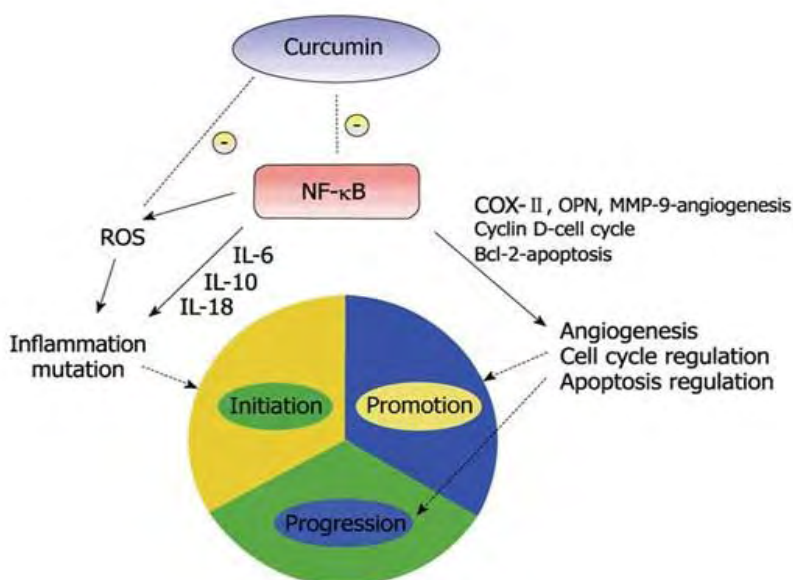 Curcumin
-
-
NF-κB
ROS
IL-6
IL-10
IL-18
COX-Ⅱ, OPN, MMP-9-angiogenesis
Cyclin D-cell cycle
Bcl-2-apoptosis
Inflammation
mutation
Angiogenesis
Cell cycle regulation
Apoptosis regulation
Initiation
Promotion
Progression